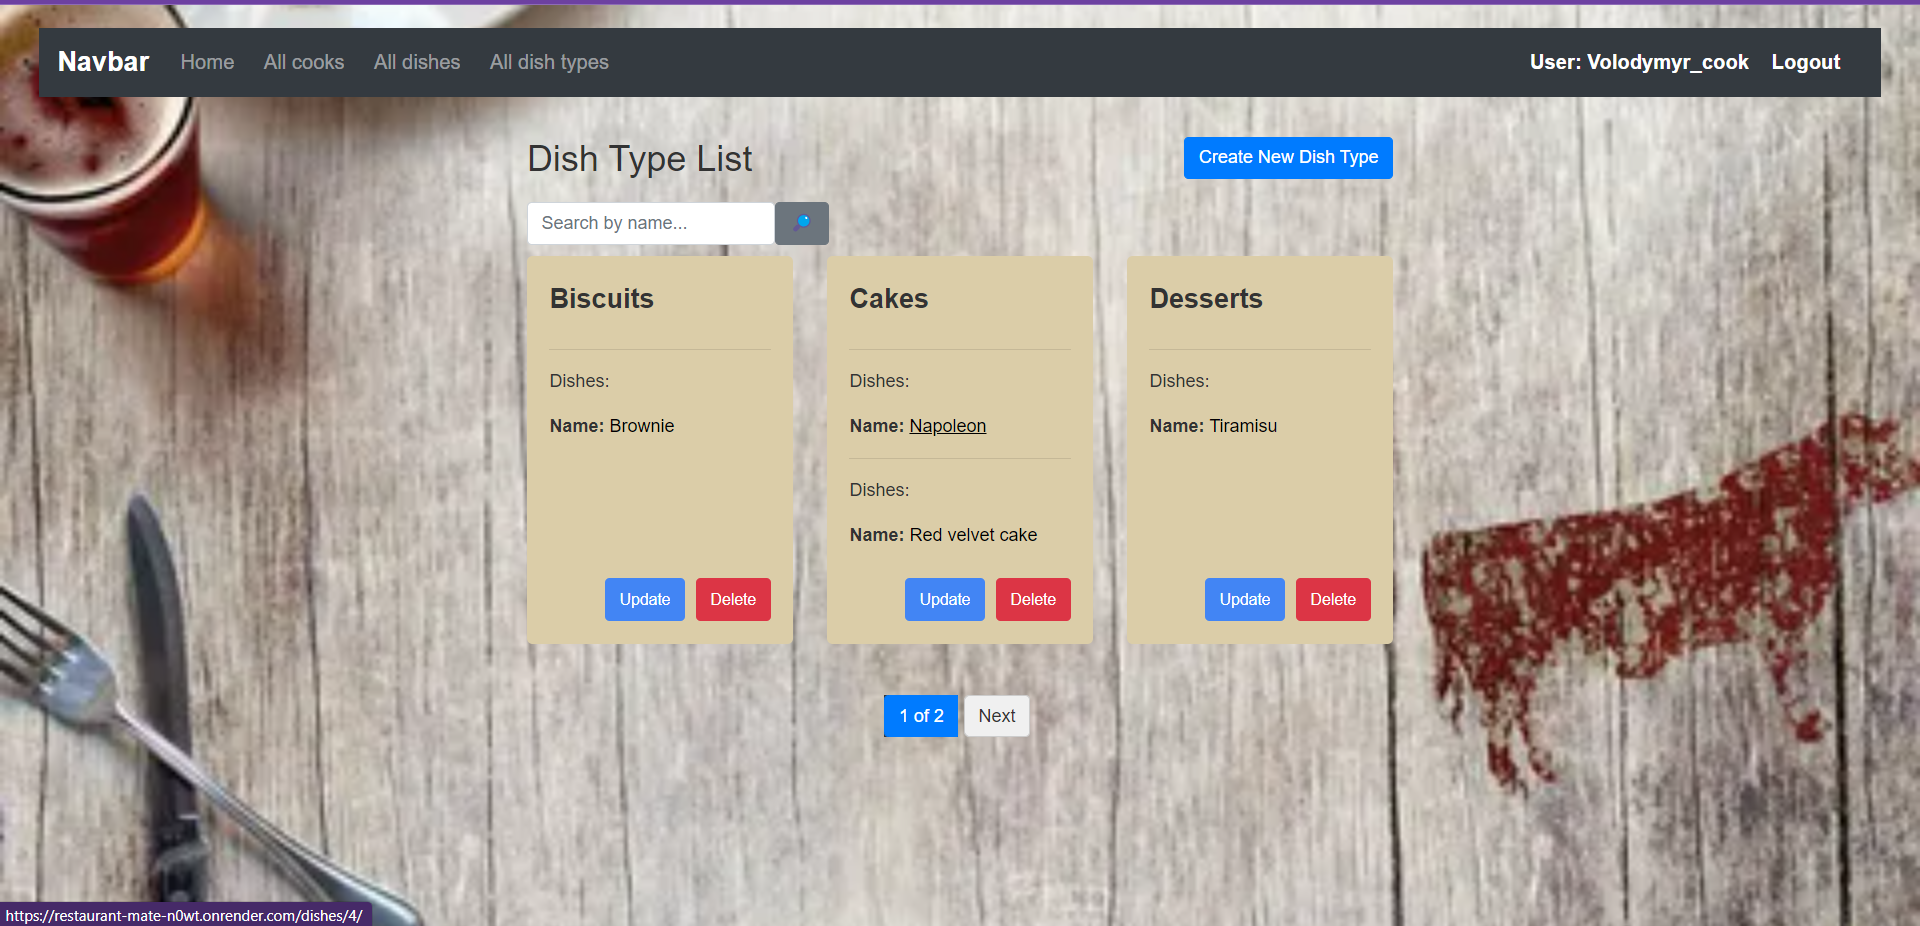 Navbar Home All cooks All dishes All dish types User: Volodymyr_cook Logout
Dish Type List Create New Dish Type
Search by name...
Biscuits
Dishes:
Name: Brownie
Update Delete
Cakes
Dishes:
Name: Napoleon
Dishes:
Name: Red velvet cake
Update Delete
Desserts
Dishes:
Name: Tiramisu
Update Delete
1 of 2 Next
https://restaurant-mate-n0wt.onrender.com/dishes/4/